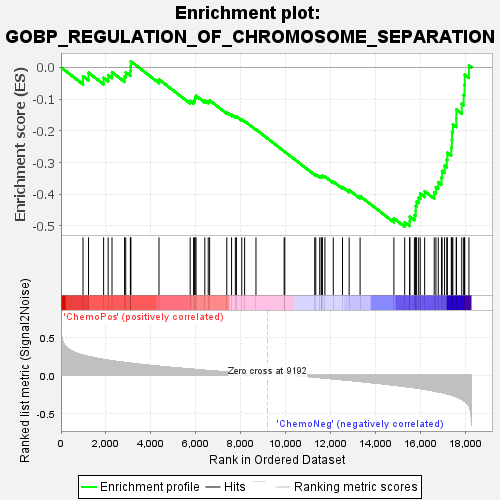 Enrichment plot:
GOBP_REGULATION_OF_CHROMOSOME_SEPARATION
Enrichment score (ES)
0.0
-0.1
-0.2
-0.3
-0.4
-0.5
'ChemoPos' (positively correlated)
Ranked list metric (Signal2Noise)
0.5
0.0
-0.5
Zero cross at 9192
'ChemoNeg' (negatively correlated)
0 2,000 4,000 6,000 8,000 10,000 12,000 14,000 16,000 18,000
Rank in Ordered Dataset
Enrichment profile Hits Ranking metric scores